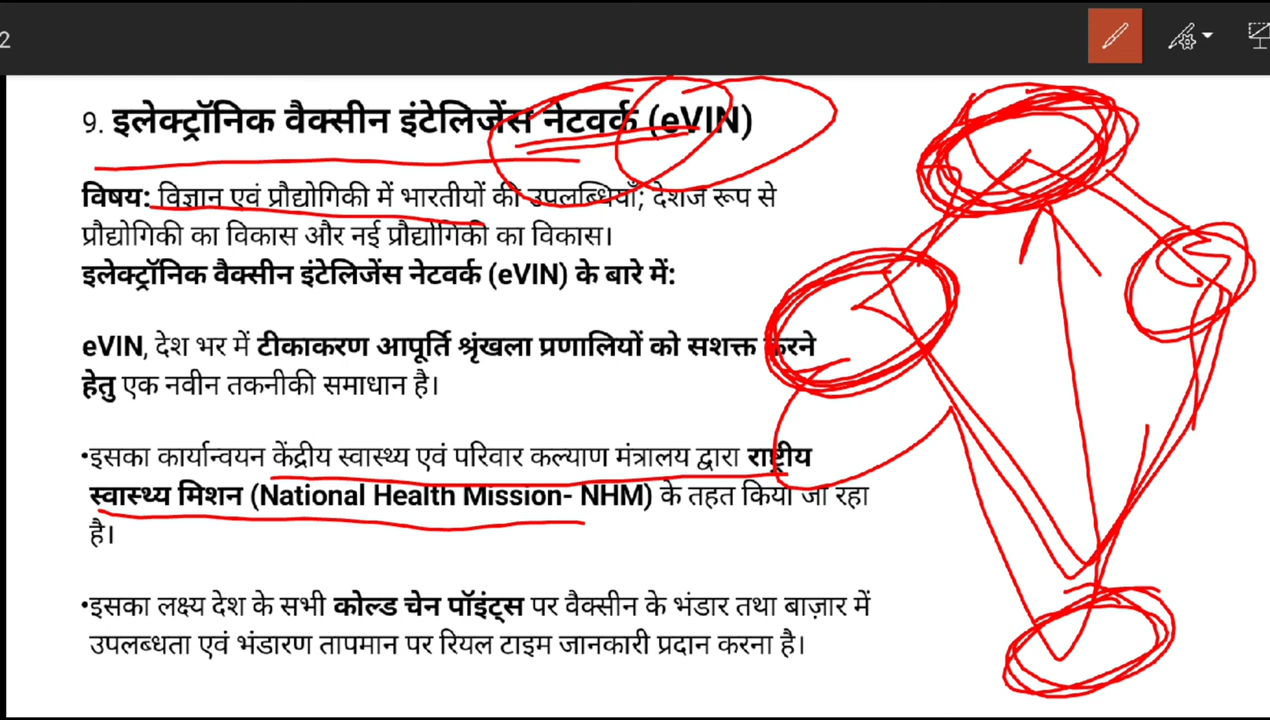 2
9. इलेक्ट्रॉनिक वैक्सीन इंटेलिजेंस नेटवर्क (eVIN)
विषय: विज्ञान एवं प्रौद्योगिकी में भारतीयों की उपलब्धियाँ; देशज रूप से
प्रौद्योगिकी का विकास और नई प्रौद्योगिकी का विकास।
इलेक्ट्रॉनिक वैक्सीन इंटेलिजेंस नेटवर्क (eVIN) के बारे में:
eVIN, देश भर में टीकाकरण आपूर्ति श्रृंखला प्रणालियों को सशक्त करने
हेतु एक नवीन तकनीकी समाधान है।
•इसका कार्यान्वयन केंद्रीय स्वास्थ्य एवं परिवार कल्याण मंत्रालय द्वारा राष्ट्रीय
स्वास्थ्य मिशन (National Health Mission- NHM) के तहत किया जा रहा
है।
•इसका लक्ष्य देश के सभी कोल्ड चेन पॉइंट्स पर वैक्सीन के भंडार तथा बाज़ार में
उपलब्धता एवं भंडारण तापमान पर रियल टाइम जानकारी प्रदान करना है।